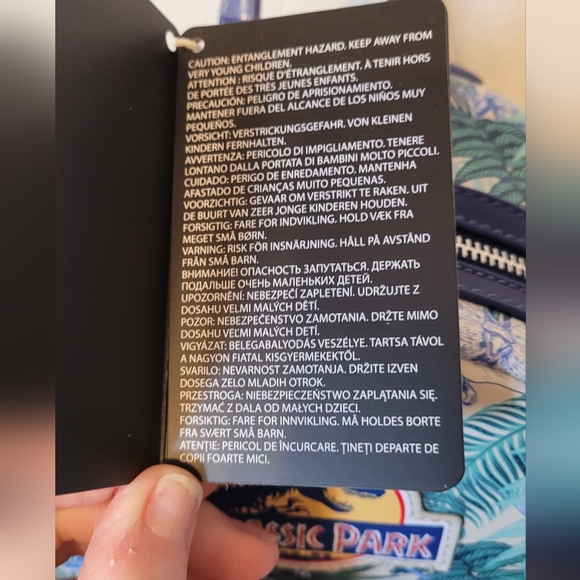 CAUTION: ENTANGLEMENT HAZARD. KEEP AWAY FROM
VERY YOUNG CHILDREN.
ATTENTION : RISQUE D'ÉTRANGLEMENT. À TENIR HORS
DE PORTÉE DES TRÈS JEUNES ENFANTS.
PRECAUCIÓN: PELIGRO DE APRISIONAMIENTO.
MANTENER FUERA DEL ALCANCE DE LOS NIÑOS MUY
PEQUEÑOS.
VORSICHT: VERSTRICKUNGSGEFAHR. VON KLEINEN
KINDERN FERNHALTEN.
AVVERTENZA: PERICOLO DI IMPIGLIAMENTO. TENERE
LONTANO DALLA PORTATA DI BAMBINI MOLTO PICCOLI.
CUIDADO: PERIGO DE ENREDAMENTO. MANTENHA
AFASTADO DE CRIANÇAS MUITO PEQUENAS.
VOORZICHTIG: GEVAAR OM VERSTRIKT TE RAKEN. UIT
DE BUURT VAN ZEER JONGE KINDEREN HOUDEN.
FORSIGTIG: FARE FOR INDVIKLING. HOLD VÆK FRA
MEGET SMÅ BØRN.
VARNING: RISK FÖR INSNÄRJNING. HÅLL PÅ AVSTÅND
FRÅN SMÅ BARN.
ВНИМАНИЕ! ОПАСНОСТЬ ЗАПУТАТЬСЯ. ДЕРЖАТЬ
ПОДАЛЬШЕ ОЧЕНЬ МАЛЕНЬКИХ ДЕТЕЙ.
UPOZORNĚNÍ: NEBEZPEČÍ ZAPLETENÍ. UDRŽUJTE Z
DOSAHU VELMI MALÝCH DĚTÍ.
POZOR: NEBEZPEČENSTVO ZAMOTANIA. DRŽTE MIMO
DOSAHU VELMI MALÝCH DETÍ.
VIGYÁZAT: BELEGABALYODÁS VESZÉLYE. TARTSA TÁVOL
A NAGYON FIATAL KISGYERMEKEKTŐL.
SVARILO: NEVARNOST ZAMOTANJA. DRŽITE IZVEN
DOSEGA ZELO MLADIH OTROK.
PRZESTROGA: NIEBEZPIECZEŃSTWO ZAPLĄTANIA SIĘ.
TRZYMAĆ Z DALA OD MAŁYCH DZIECI.
FORSIKTIG: FARE FOR INNVIKLING. MÅ HOLDES BORTE
FRA SVÆRT SMÅ BARN.
ATENȚIE: PERICOL DE ÎNCURCARE. ȚINEȚI DEPARTE DE
COPII FOARTE MICI.
PARK